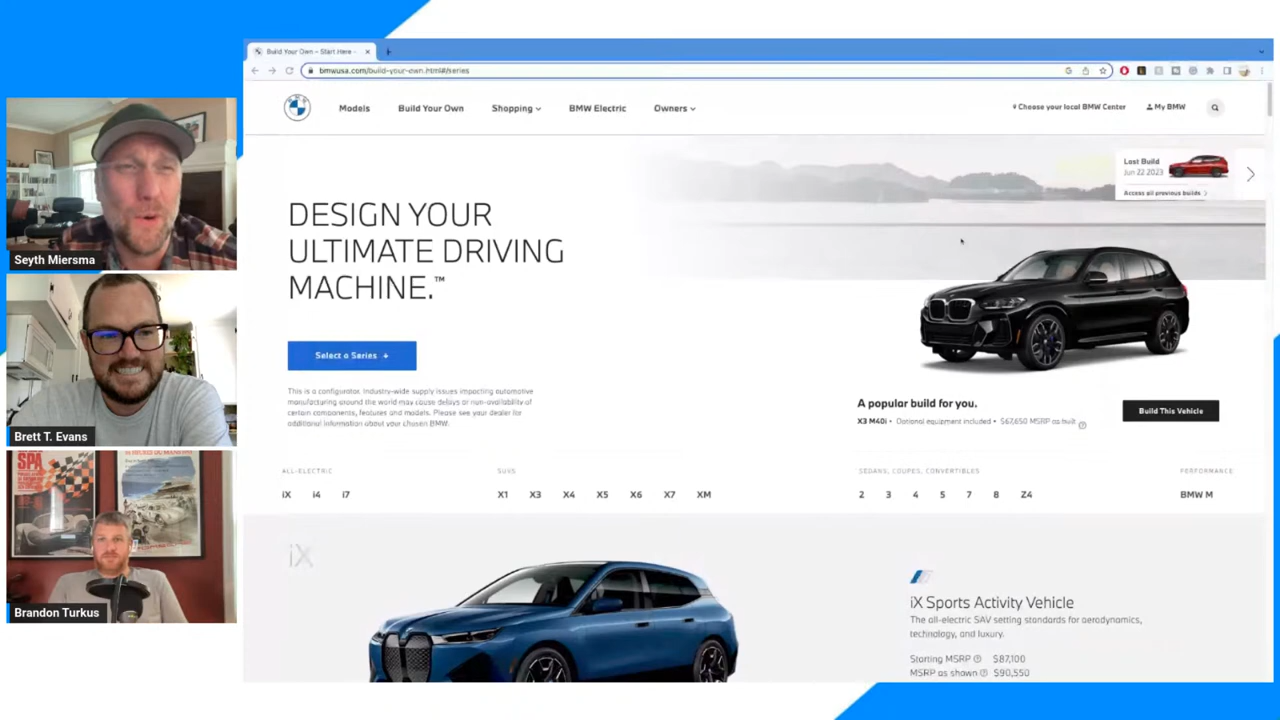 Build Your Own – Start Here -
bmwusa.com/build-your-own.html#/series
Models
Build Your Own
Shopping
BMW Electric
Owners
Choose your local BMW Center
My BMW
Last Build
Jun 22 2023
Access all previous builds
DESIGN YOUR
ULTIMATE DRIVING
MACHINE.™
Select a Series +
This is a configurator. Industry-wide supply issues impacting automotive
manufacturing around the world may cause delays or non-availability of
certain components, features and models. Please see your dealer for
additional information about your chosen BMW.
A popular build for you.
X3 M40i • Optional equipment included • $67,650 MSRP as built
Build This Vehicle
ALL-ELECTRIC
iX i4 i7
SUVS
X1 X3 X4 X5 X6 X7 XM
SEDANS, COUPES, CONVERTIBLES
2 3 4 5 7 8 Z4
PERFORMANCE
BMW M
iX
iX Sports Activity Vehicle
The all-electric SAV setting standards for aerodynamics,
technology, and luxury.
Starting MSRP $87,100
MSRP as shown $90,550
Seyth Miersma
Brett T. Evans
SPA
Brandon Turkus